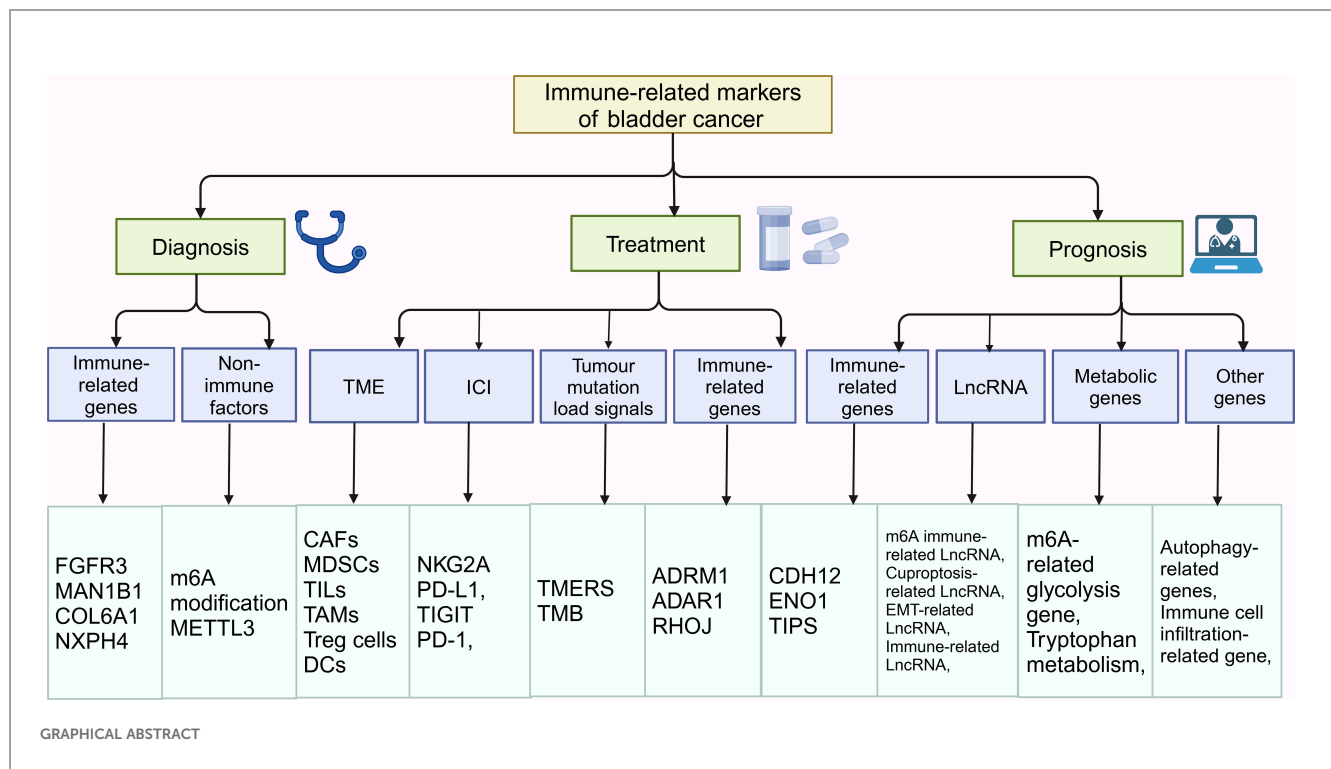 Immune-related markers
of bladder cancer
Diagnosis
Treatment
Prognosis
Immune-
related
genes
Non-
immune
factors
TME
ICI
Tumour
mutation
load signals
Immune-
related
genes
Immune-
related
genes
LncRNA
Metabolic
genes
Other
genes
FGFR3
MAN1B1
COL6A1
NXPH4
m6A
modification
METTL3
CAFs
MDSCs
TILs
TAMs
Treg cells
DCs
NKG2A
PD-L1,
TIGIT
PD-1,
TMERS
TMB
ADRM1
ADAR1
RHOJ
CDH12
ENO1
TIPS
m6A immune-
related LncRNA,
Cuproptosis-
related LncRNA,
EMT-related
LncRNA,
Immune-related
LncRNA,
m6A-
related
glycolysis
gene,
Tryptophan
metabolism,
Autophagy-
related
genes,
Immune cell
infiltration-
related gene,
GRAPHICAL ABSTRACT